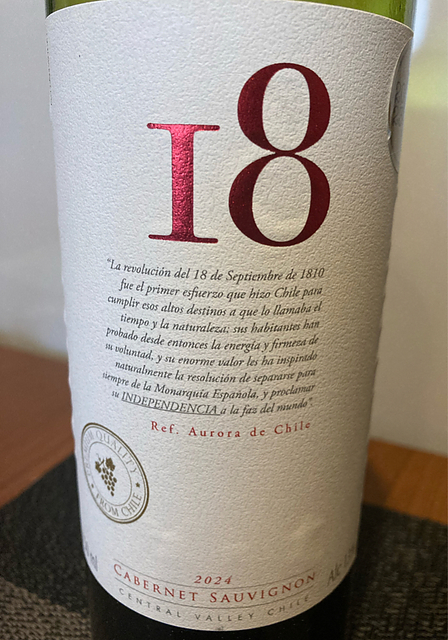 18
"La revolución del 18 de Septiembre de 1810
fue el primer esfuerzo que hizo Chile para
cumplir esos altos destinos a que lo llamaba el
tiempo y la naturaleza; sus habitantes han
probado desde entonces la energía y firmeza de
su voluntad, y su enorme valor les ha inspirado
naturalmente la resolución de separarse para
siempre de la Monarquía Española, y proclamar
su INDEPENDENCIA a la faz del mundo".
Ref. Aurora de Chile
QUALITY
FROM CHILE
2024
CABERNET SAUVIGNON
CENTRAL VALLEY CHILE